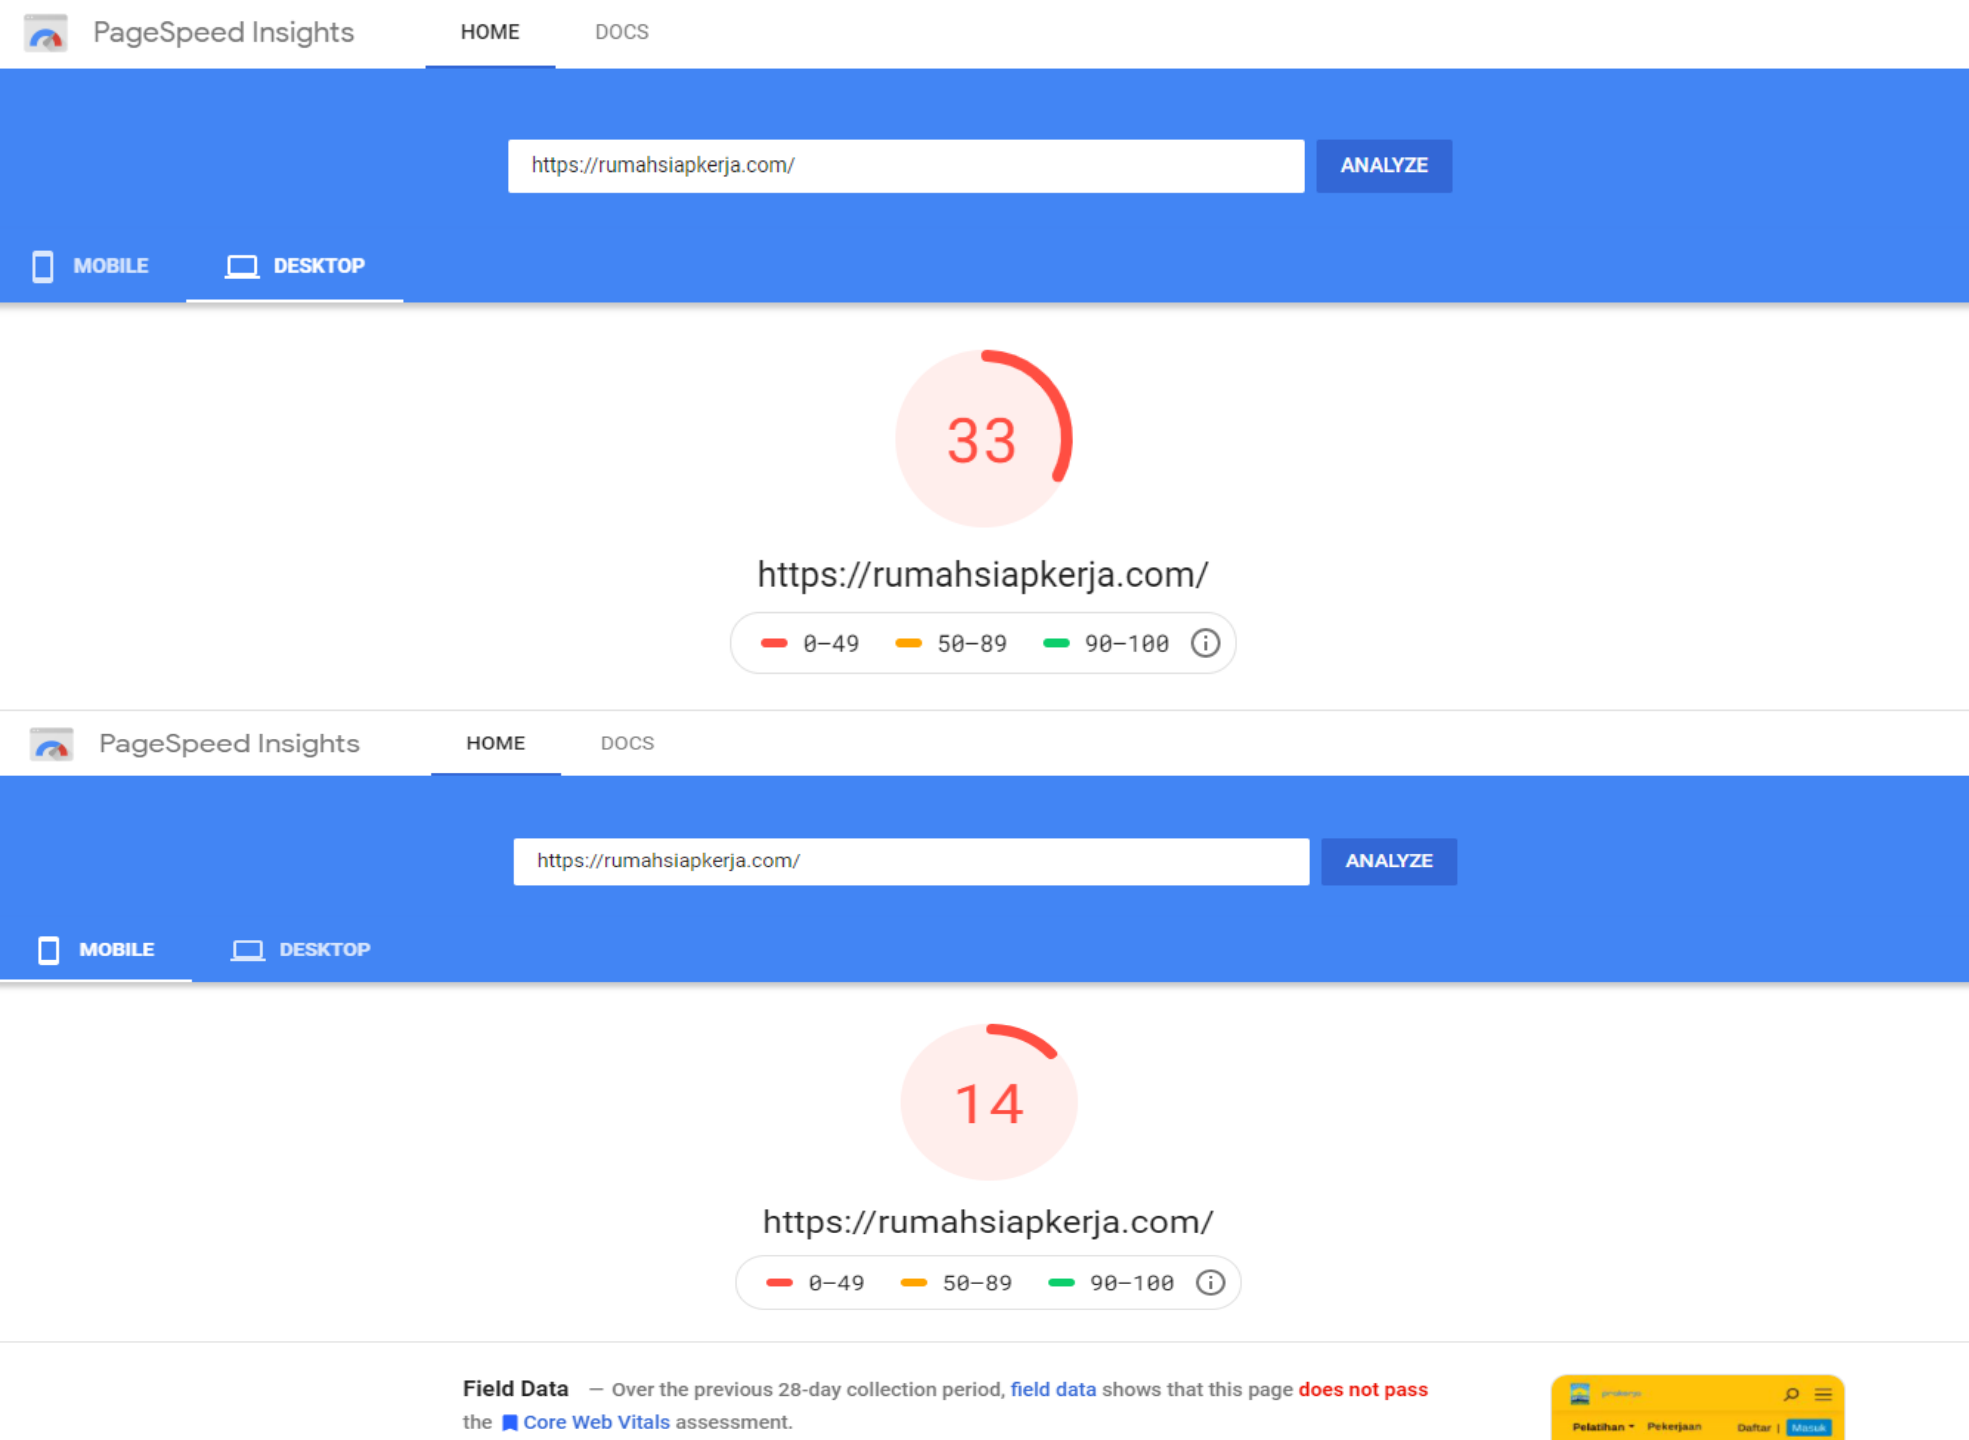 PageSpeed Insights HOME DOCS
https://rumahsiapkerja.com/ ANALYZE
MOBILE DESKTOP
33
https://rumahsiapkerja.com/
0–49 50–89 90–100
PageSpeed Insights HOME DOCS
https://rumahsiapkerja.com/ ANALYZE
MOBILE DESKTOP
14
https://rumahsiapkerja.com/
0–49 50–89 90–100
Field Data — Over the previous 28-day collection period, field data shows that this page does not pass
the Core Web Vitals assessment.
prakerja
Pelatihan Pekerjaan Daftar | Masuk